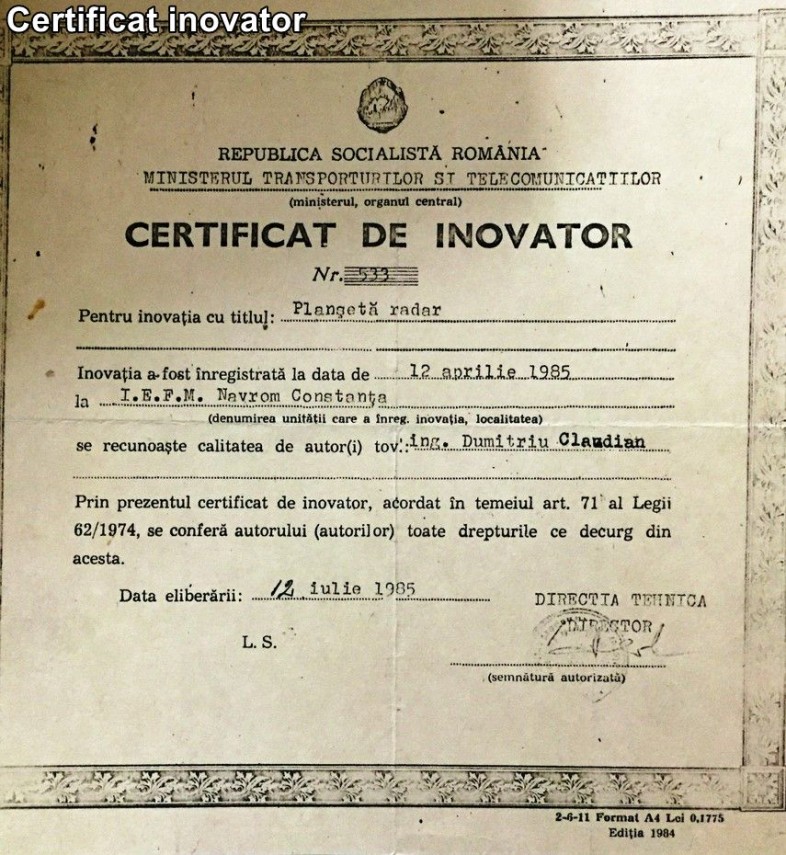 Certificat inovator
REPUBLICA SOCIALISTĂ ROMÂNIA
MINISTERUL TRANSPORTURILOR SI TELECOMUNICATIILOR
(ministerul, organul central)
CERTIFICAT DE INOVATOR
Nr. 533
Pentru inovația cu titlul: Planșetă radar
Inovația a fost înregistrată la data de 12 aprilie 1985
la I.E.F.M. Navrom Constanța
(denumirea unității care a înreg. inovația, localitatea)
se recunoaște calitatea de autor(i) tov.: ing. Dumitriu Claudian
Prin prezentul certificat de inovator, acordat în temeiul art. 71 al Legii
62/1974, se conferă autorului (autorilor) toate drepturile ce decurg din
acesta.
Data eliberării: 12 iulie 1985
DIRECTIA TEHNICA
DIRECTOR
L. S.
(semnătură autorizată)
2-6-11 Format A4 Lei 0,1775
Ediția 1984